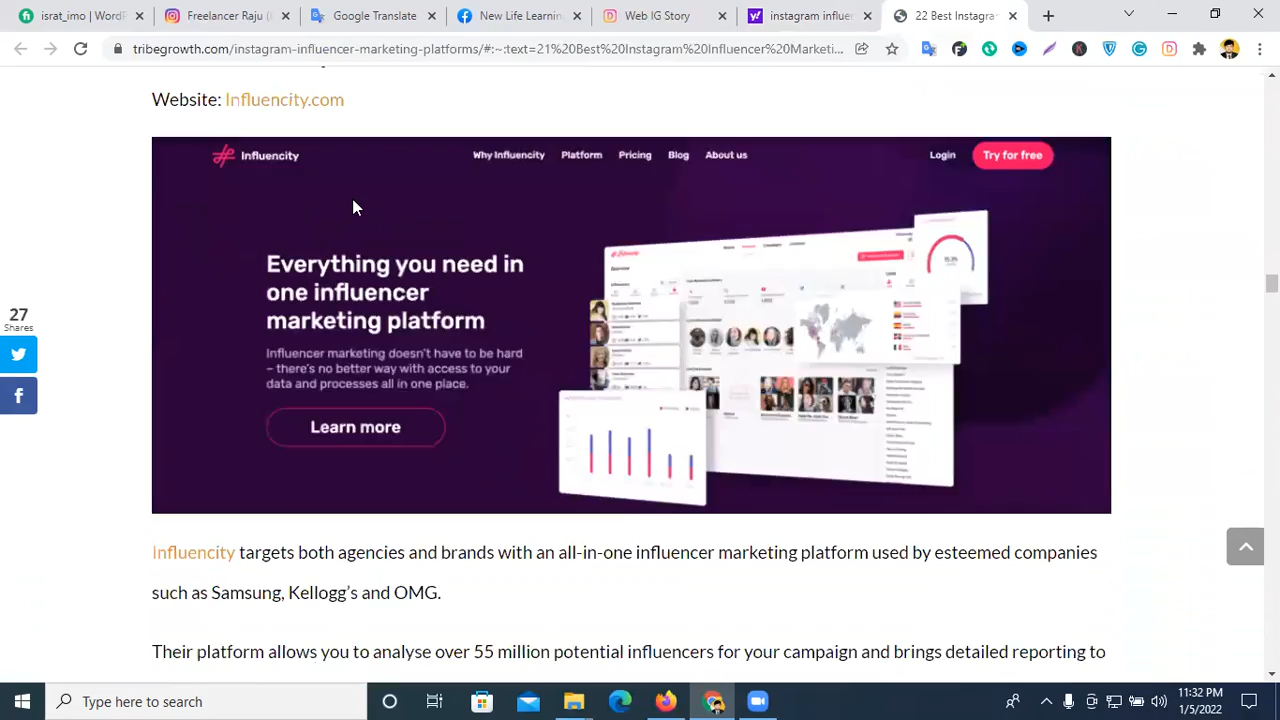 israt_imo | WordP
Freelancer Raju (
Google Translate
New Life Learnin
Web IG Story
instagram influen
22 Best Instagra
tribegrowth.com/instagram-influencer-marketing-platforms/#:~:text=21%20Best%20Instagram%20Influencer%20Marketi...
Website: Influencity.com
Influencity
Why Influencity
Platform
Pricing
Blog
About us
Login
Try for free
Everything you need in
one influencer
marketing platform
Influencer marketing doesn't have to be hard
– there's no better way with access to your
data and processes all in one place.
Learn more
27
Shares
Influencity targets both agencies and brands with an all-in-one influencer marketing platform used by esteemed companies
such as Samsung, Kellogg's and OMG.
Their platform allows you to analyse over 55 million potential influencers for your campaign and brings detailed reporting to
Type here to search
11:32 PM
1/5/2022